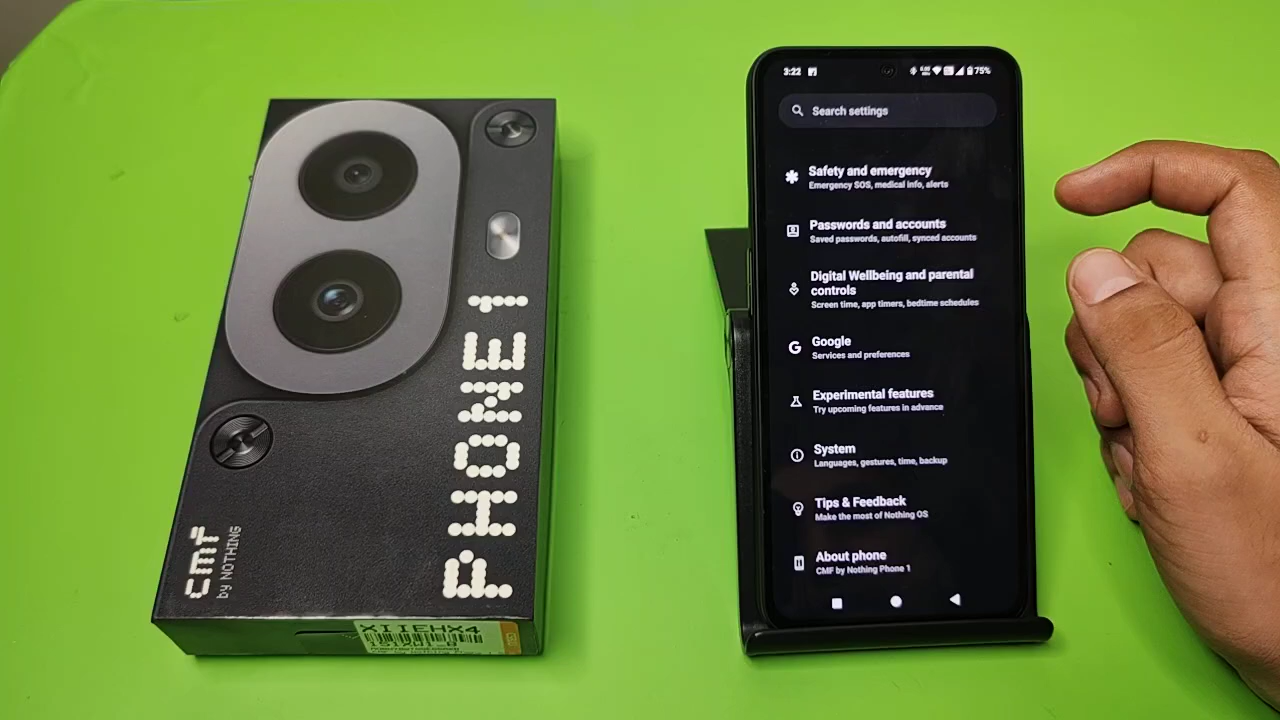 PHONE 1
cmf
by NOTHING
XIIEHX4
3:22
75%
Search settings
Safety and emergency
Emergency SOS, medical info, alerts
Passwords and accounts
Saved passwords, autofill, synced accounts
Digital Wellbeing and parental
controls
Screen time, app timers, bedtime schedules
Google
Services and preferences
Experimental features
Try upcoming features in advance
System
Languages, gestures, time, backup
Tips & Feedback
Make the most of Nothing OS
About phone
CMF by Nothing Phone 1